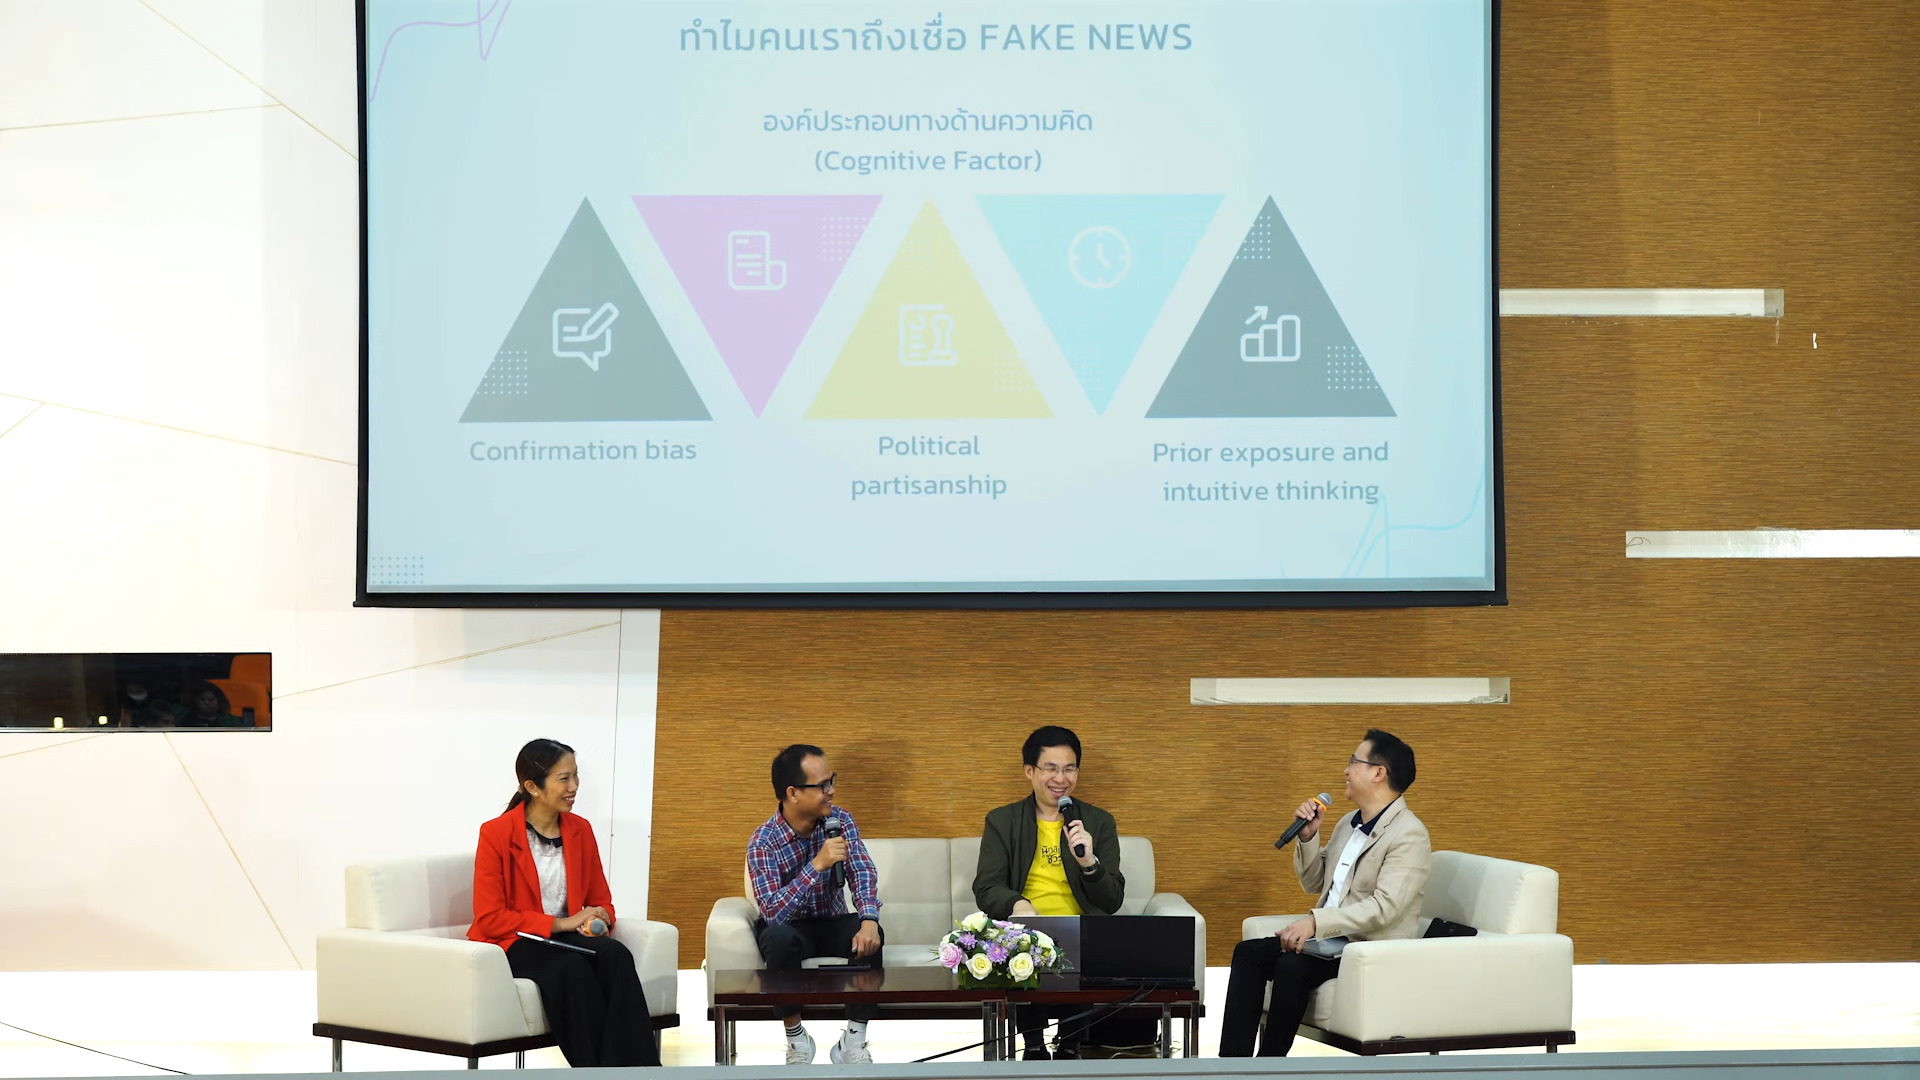 ทำไมคนเราถึงเชื่อ FAKE NEWS
องค์ประกอบทางด้านความคิด
(Cognitive Factor)
Confirmation bias
Political
partisanship
Prior exposure and
intuitive thinking